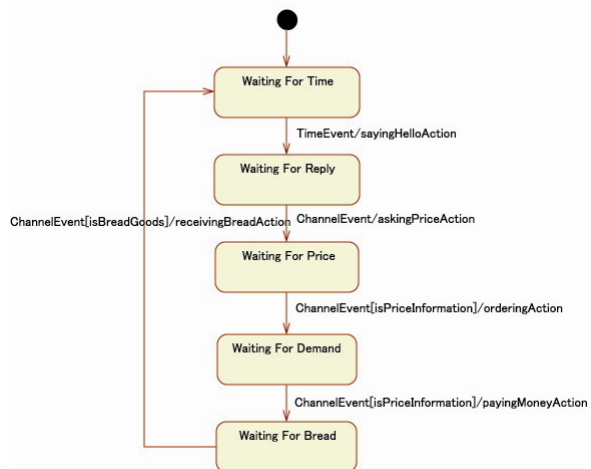 Waiting For Time
TimeEvent/sayingHelloAction
Waiting For Reply
ChannelEvent[isBreadGoods]/receivingBreadAction
ChannelEvent/askingPriceAction
Waiting For Price
ChannelEvent[isPriceInformation]/orderingAction
Waiting For Demand
ChannelEvent[isPriceInformation]/payingMoneyAction
Waiting For Bread